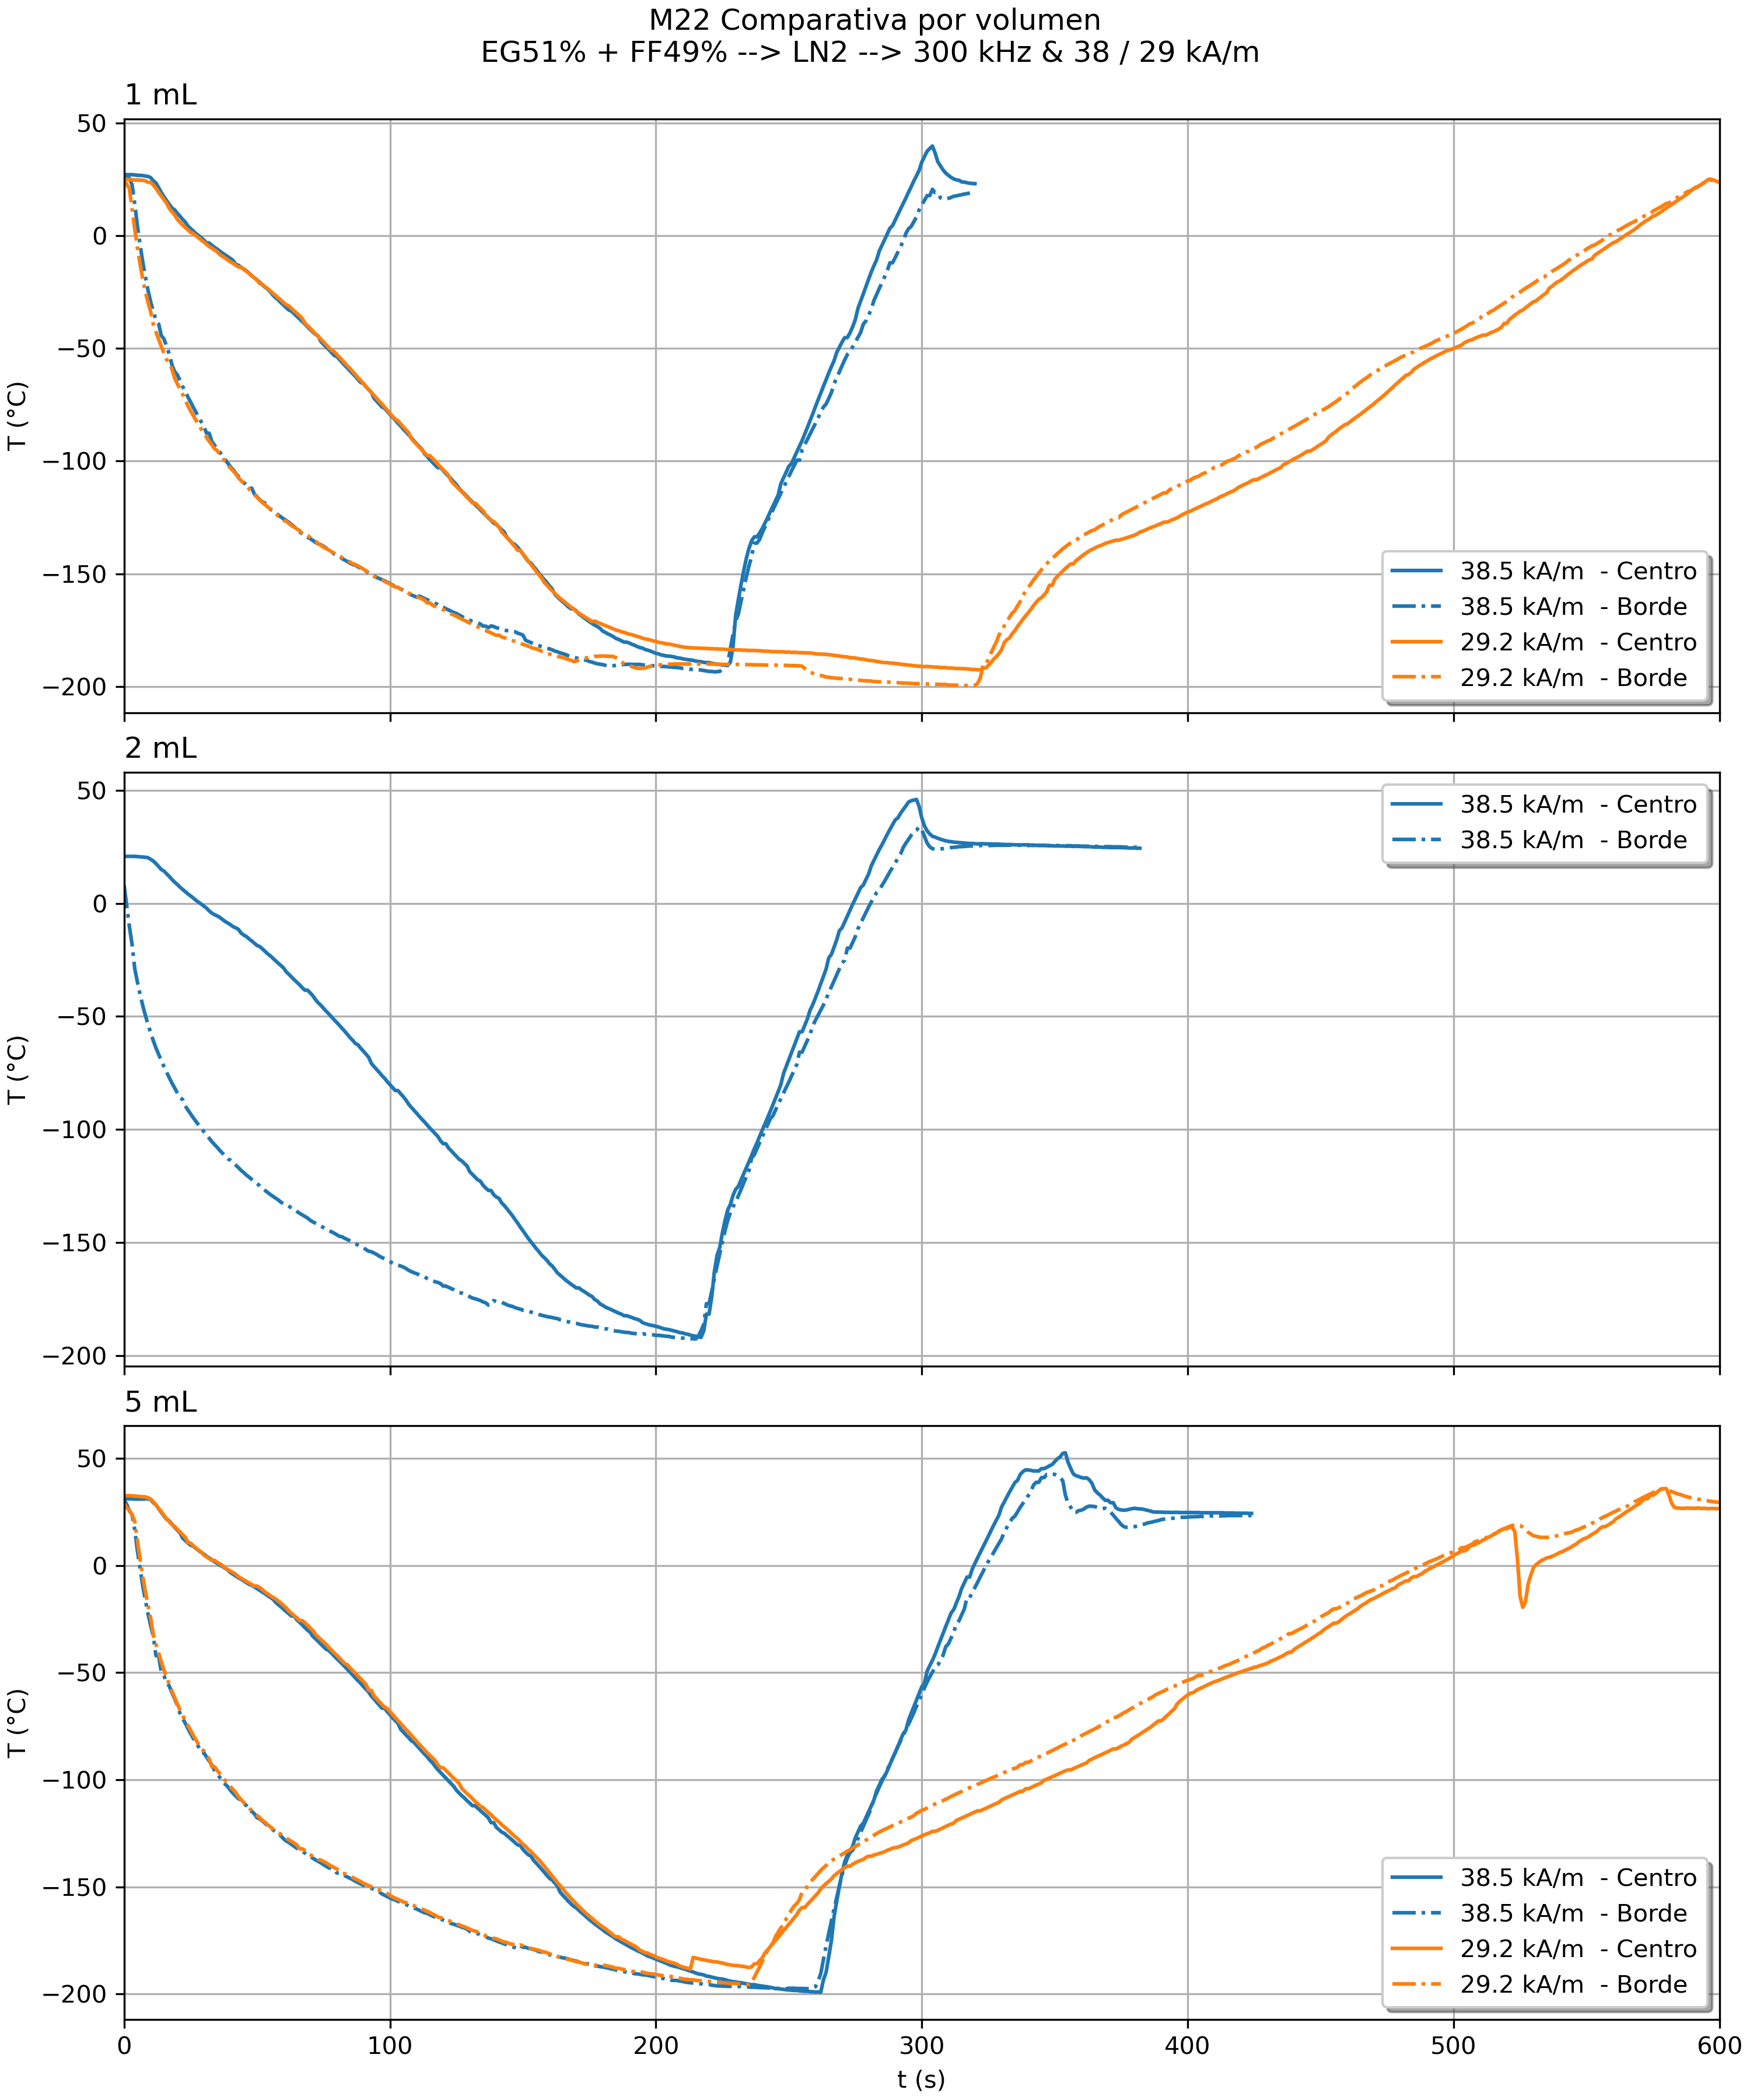 M22 Comparativa por volumen
EG51% + FF49% --> LN2 --> 300 kHz & 38 / 29 kA/m
1 mL
50
0
−50
−100
−150
−200
T (°C)
38.5 kA/m - Centro
38.5 kA/m - Borde
29.2 kA/m - Centro
29.2 kA/m - Borde
2 mL
50
0
−50
−100
−150
−200
T (°C)
38.5 kA/m - Centro
38.5 kA/m - Borde
5 mL
50
0
−50
−100
−150
−200
T (°C)
38.5 kA/m - Centro
38.5 kA/m - Borde
29.2 kA/m - Centro
29.2 kA/m - Borde
0 100 200 300 400 500 600
t (s)